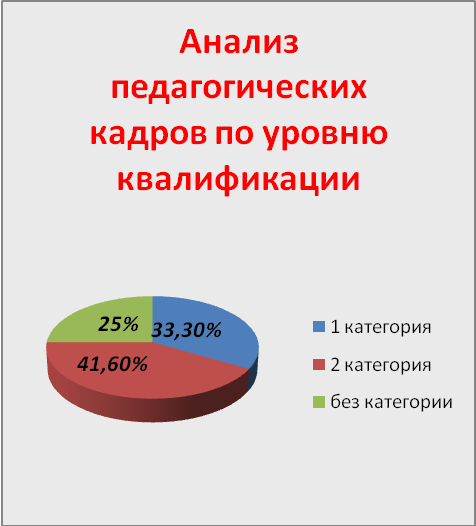 Анализ
педагогических
кадров по уровню
квалификации
25%
33,30%
41,60%
1 категория
2 категория
без категории